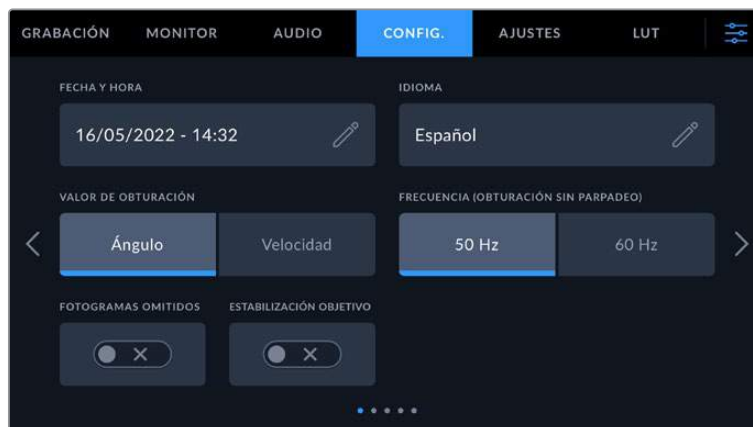 GRABACIÓN MONITOR AUDIO CONFIG. AJUSTES LUT
FECHA Y HORA IDIOMA
16/05/2022 - 14:32 Español
VALOR DE OBTURACIÓN FRECUENCIA (OBTURACIÓN SIN PARPADEO)
Ángulo Velocidad 50 Hz 60 Hz
FOTOGRAMAS OMITIDOS ESTABILIZACIÓN OBJETIVO